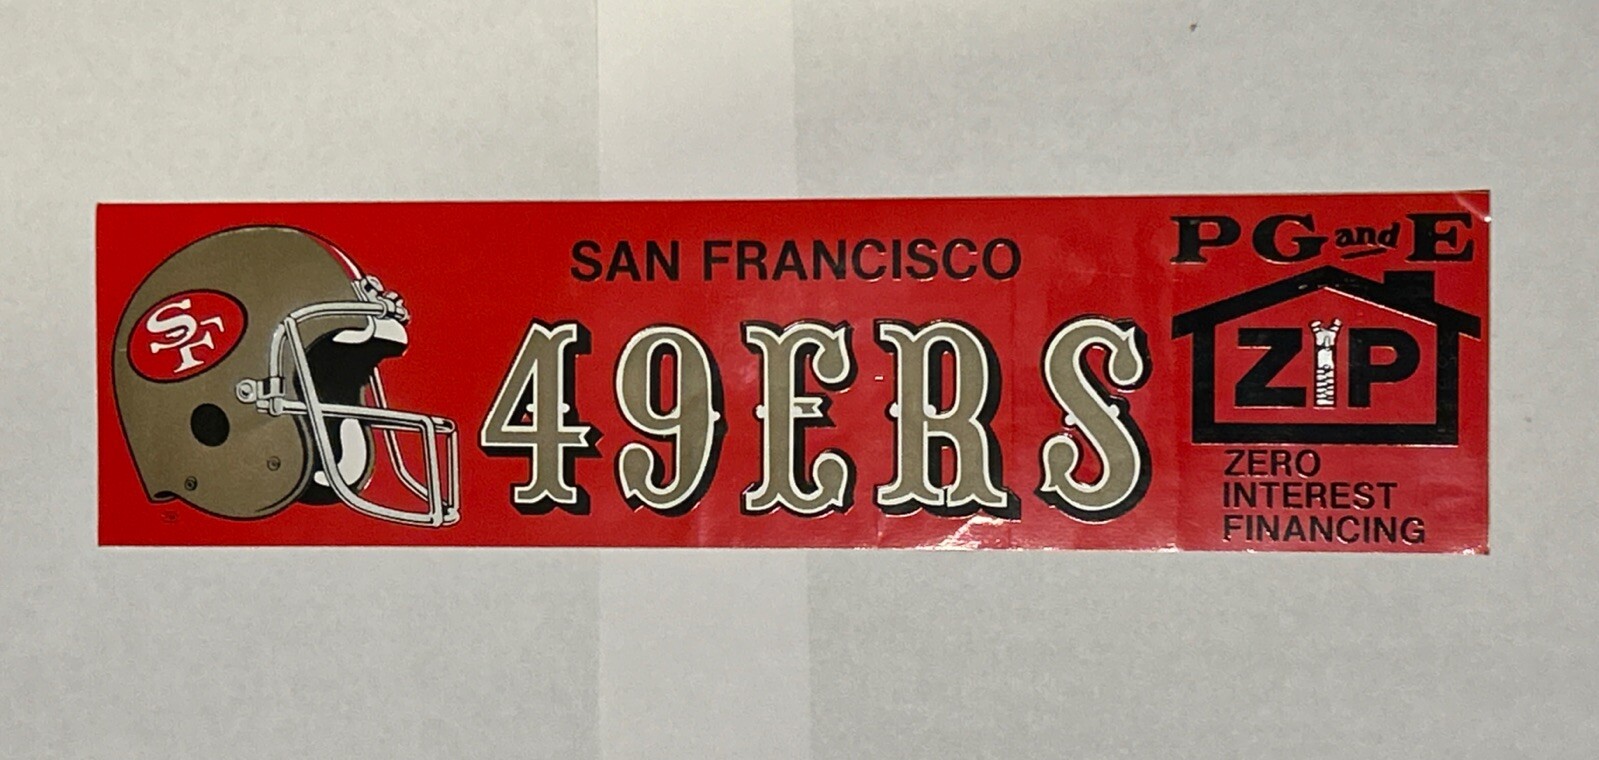 SF
SAN FRANCISCO
49ERS
PG and E
ZIP
ZERO
INTEREST
FINANCING